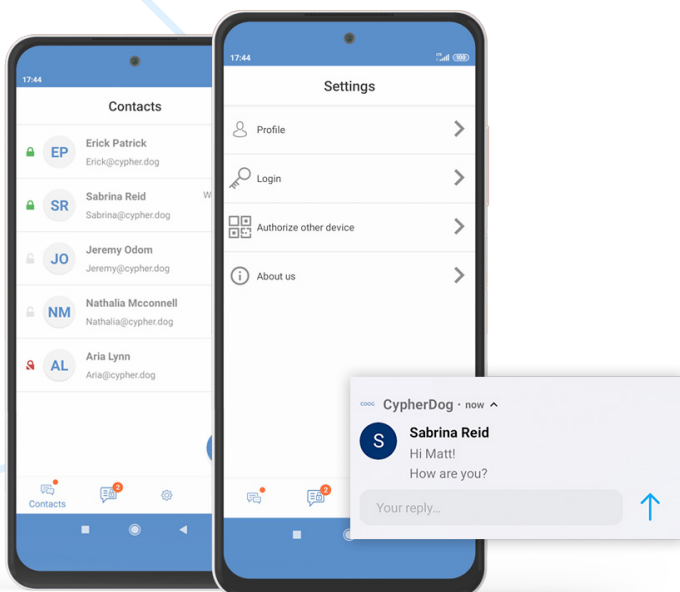 17:44
Contacts
EP
Erick Patrick
Erick@cypher.dog
SR
Sabrina Reid
Sabrina@cypher.dog
JO
Jeremy Odom
Jeremy@cypher.dog
NM
Nathalia Mcconnell
Nathalia@cypher.dog
AL
Aria Lynn
Aria@cypher.dog
Contacts
2
17:44
100
Settings
Profile
Login
Authorize other device
About us
2
CypherDog · now
S
Sabrina Reid
Hi Matt!
How are you?
Your reply...